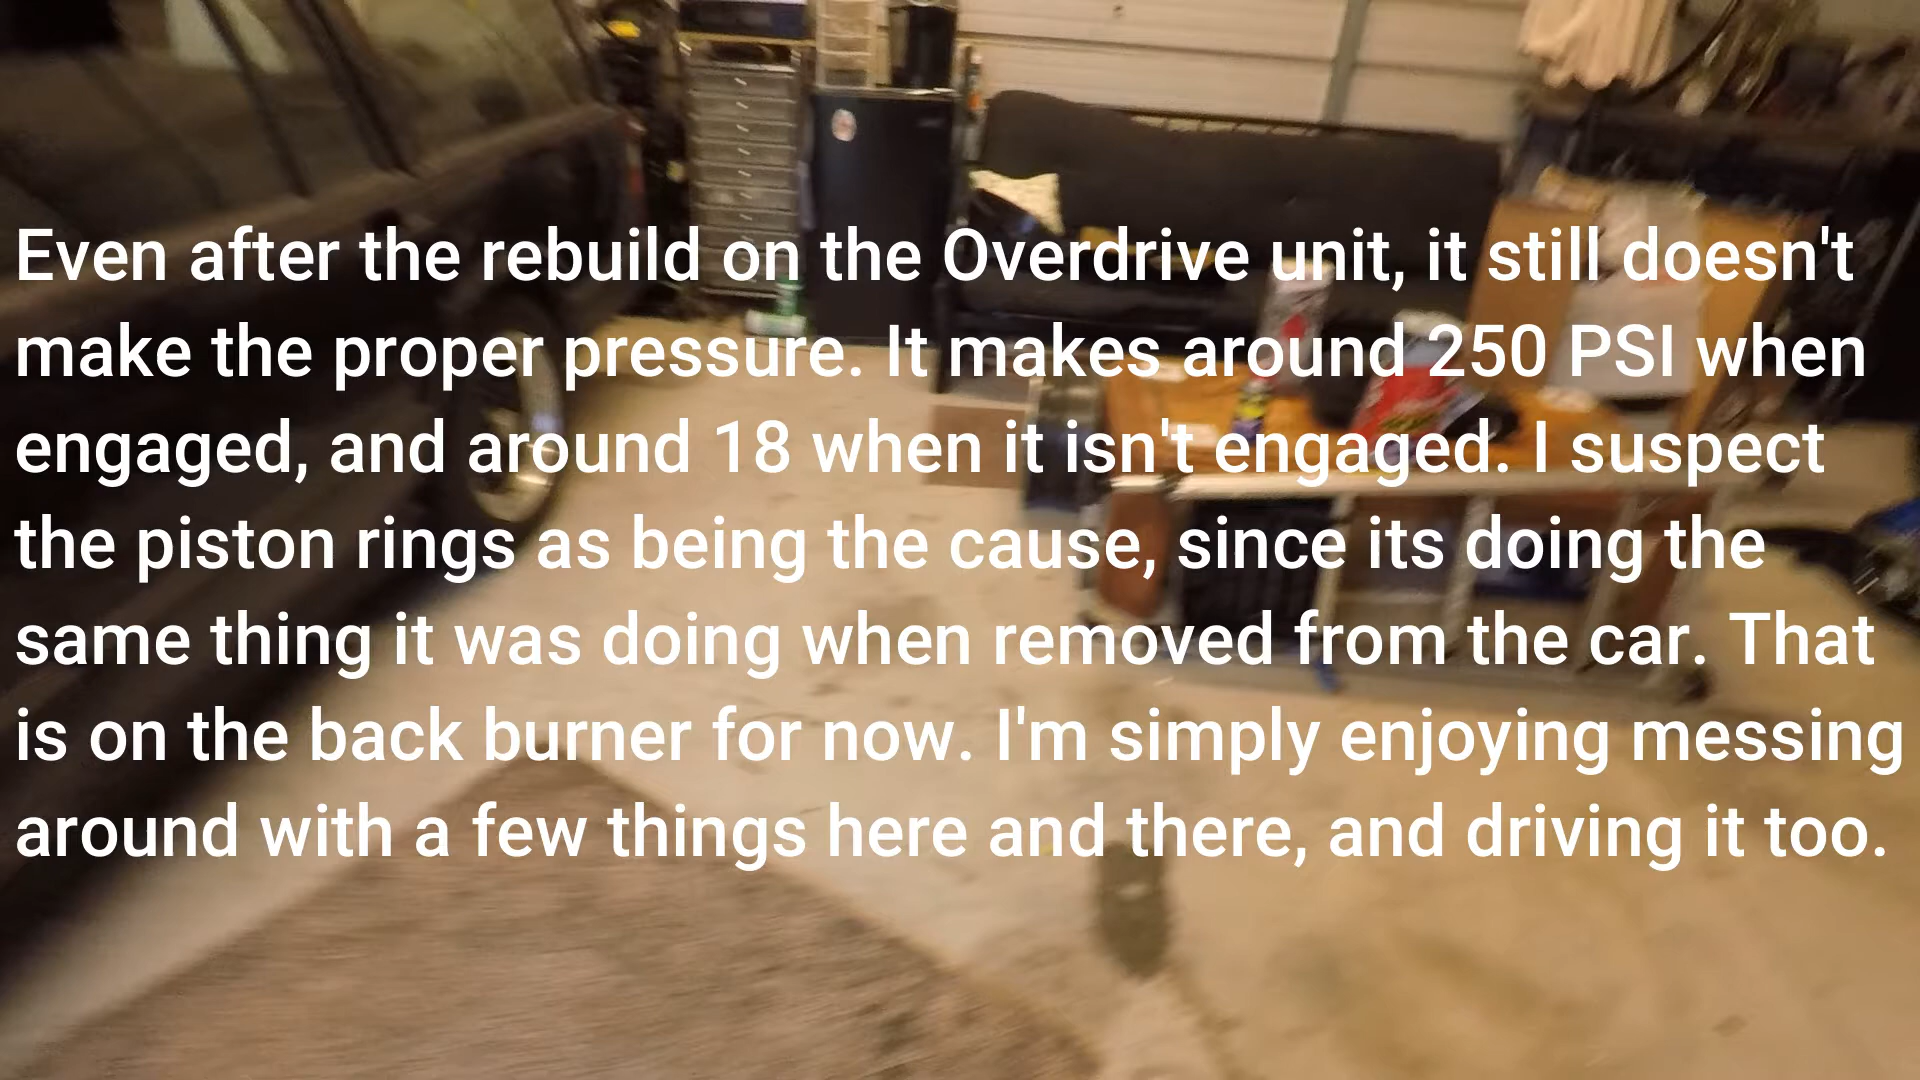 Even after the rebuild on the Overdrive unit, it still doesn't
make the proper pressure. It makes around 250 PSI when
engaged, and around 18 when it isn't engaged. I suspect
the piston rings as being the cause, since its doing the
same thing it was doing when removed from the car. That
is on the back burner for now. I'm simply enjoying messing
around with a few things here and there, and driving it too.